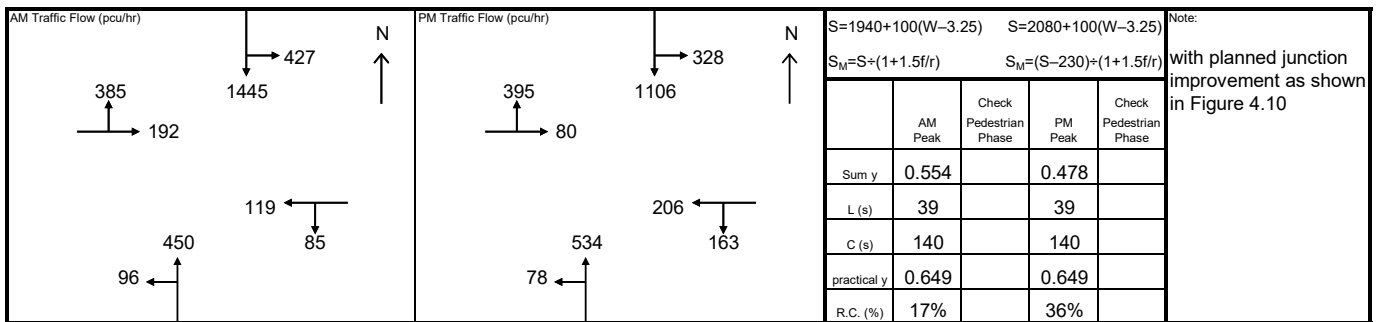 AM Traffic Flow (pcu/hr)
N
427
1445
385
192
119
85
450
96
PM Traffic Flow (pcu/hr)
N
328
1106
395
80
206
163
534
78
S=1940+100(W–3.25) S=2080+100(W–3.25)
S_M=S÷(1+1.5f/r) S_M=(S–230)÷(1+1.5f/r)
AM Peak
Check Pedestrian Phase
PM Peak
Check Pedestrian Phase
Sum y 0.554 0.478
L (s) 39 39
C (s) 140 140
practical y 0.649 0.649
R.C. (%) 17% 36%
Note:
with planned junction
improvement as shown
in Figure 4.10